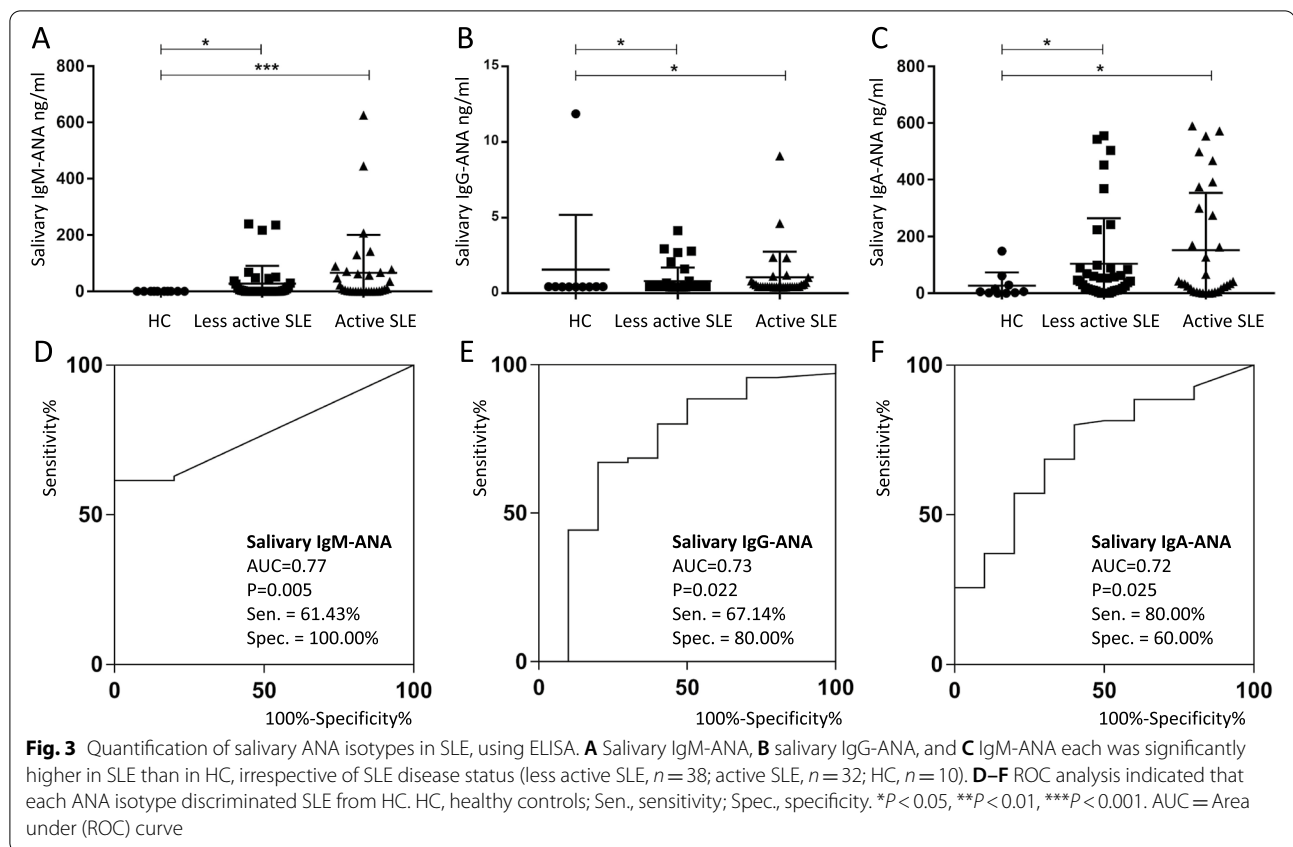 A
B
C
*
***
*
*
*
*
Salivary IgM-ANA ng/ml
800
600
400
200
0
HC Less active SLE Active SLE
Salivary IgG-ANA ng/ml
15
10
5
0
HC Less active SLE Active SLE
Salivary IgA-ANA ng/ml
800
600
400
200
0
HC Less active SLE Active SLE
D
Sensitivity%
100
50
0
Salivary IgM-ANA
AUC=0.77
P=0.005
Sen. = 61.43%
Spec. = 100.00%
0 50 100
100%-Specificity%
E
Sensitivity%
100
50
0
Salivary IgG-ANA
AUC=0.73
P=0.022
Sen. = 67.14%
Spec. = 80.00%
0 50 100
100%-Specificity%
F
Sensitivity%
100
50
0
Salivary IgA-ANA
AUC=0.72
P=0.025
Sen. = 80.00%
Spec. = 60.00%
0 50 100
100%-Specificity%
Fig. 3 Quantification of salivary ANA isotypes in SLE, using ELISA. A Salivary IgM-ANA, B salivary IgG-ANA, and C IgM-ANA each was significantly
higher in SLE than in HC, irrespective of SLE disease status (less active SLE, n = 38; active SLE, n = 32; HC, n = 10). D–F ROC analysis indicated that
each ANA isotype discriminated SLE from HC. HC, healthy controls; Sen., sensitivity; Spec., specificity. *P < 0.05, **P < 0.01, ***P < 0.001. AUC = Area
under (ROC) curve